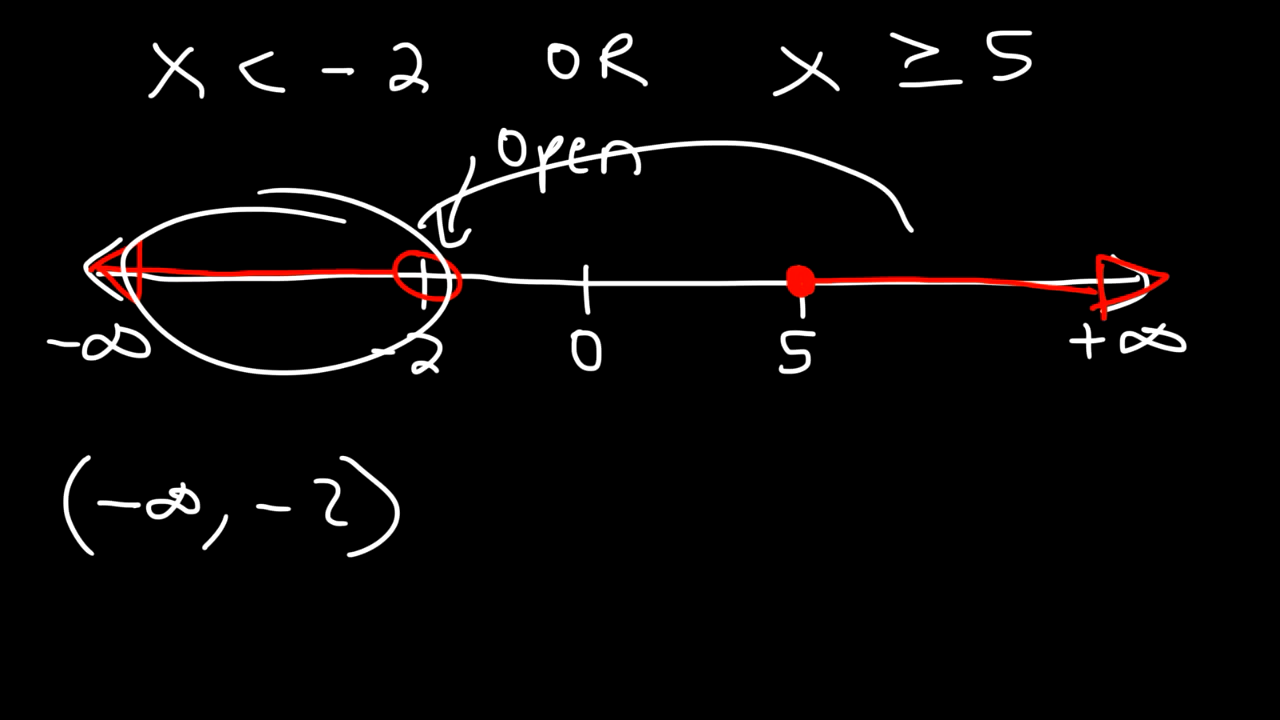 x < - 2 OR x ≥ 5
open
-∞ -2 0 5 +∞
(-∞, -2)